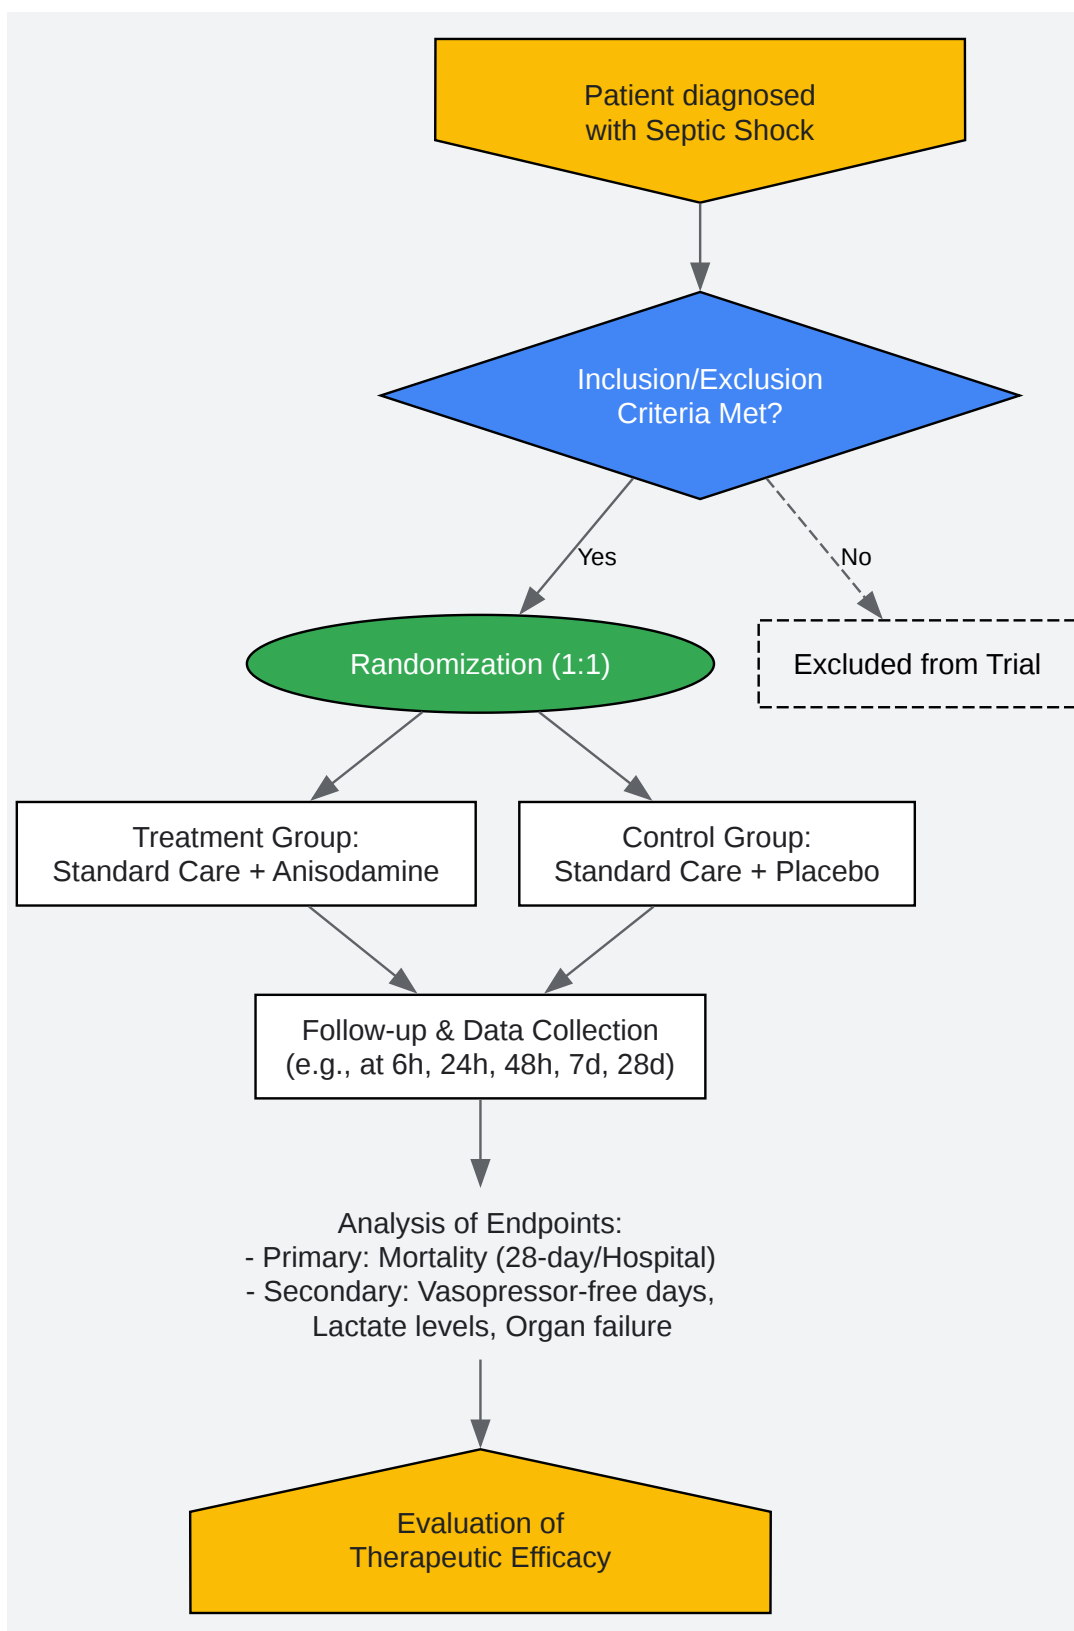 Patient diagnosed
with Septic Shock
Inclusion/Exclusion
Criteria Met?
Yes
No
Randomization (1:1)
Excluded from Trial
Treatment Group:
Standard Care + Anisodamine
Control Group:
Standard Care + Placebo
Follow-up & Data Collection
(e.g., at 6h, 24h, 48h, 7d, 28d)
Analysis of Endpoints:
- Primary: Mortality (28-day/Hospital)
- Secondary: Vasopressor-free days,
Lactate levels, Organ failure
Evaluation of
Therapeutic Efficacy